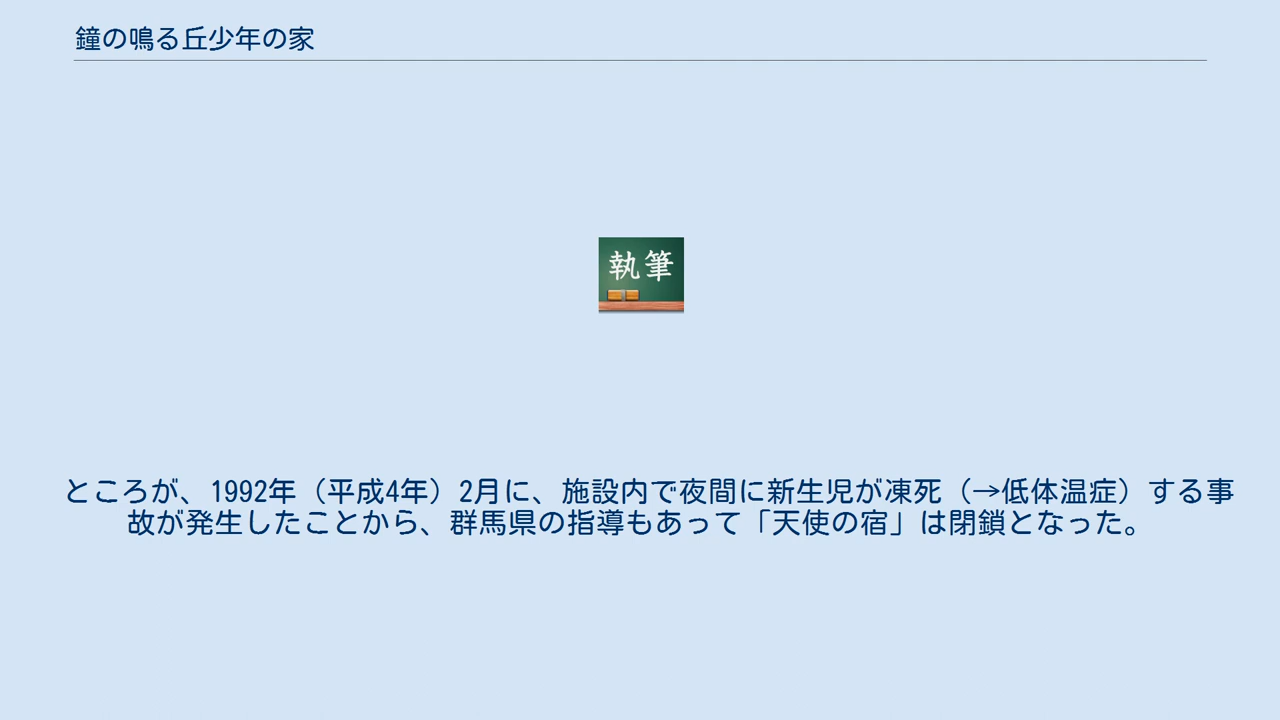 鐘の鳴る丘少年の家
執筆
ところが、1992年（平成4年）2月に、施設内で夜間に新生児が凍死（→低体温症）する事
故が発生したことから、群馬県の指導もあって「天使の宿」は閉鎖となった。